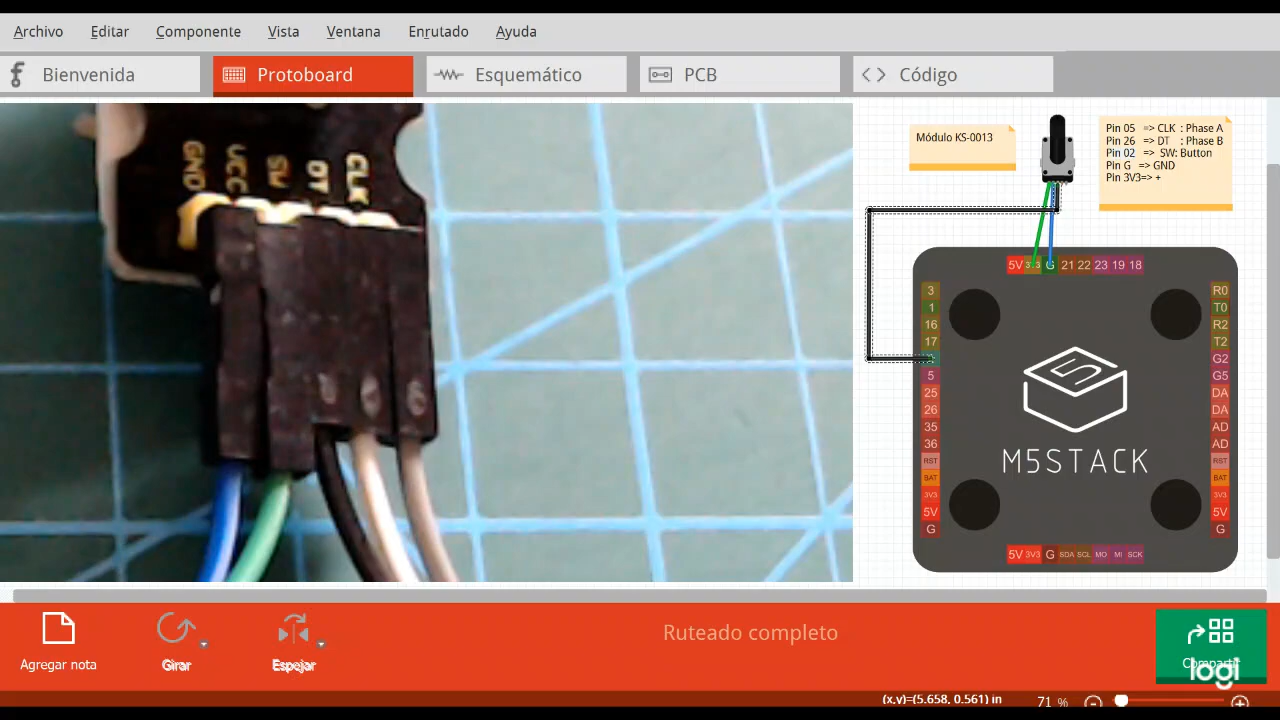 Archivo Editar Componente Vista Ventana Enrutado Ayuda
Bienvenida Protoboard Esquemático PCB Código
GND VCC DT CLK
Módulo KS-0013
Pin 05 => CLK : Phase A
Pin 26 => DT ; Phase B
Pin 02 => SW: Button
Pin G => GND
Pin 3V3=> +
5V 3V3 G 21 22 23 19 18
3 R0
1 T0
16 R2
17 T2
G2
5 G5
25 DA
26 DA
35 AD
36 AD
RST RST
BAT BAT
3V3 3V3
5V 5V
G G
M5STACK
5V 3V3 G SDA SCL MO MI SCK
Agregar nota Girar Espejar Ruteado completo Compartir
logi
(x,y)=(5.658, 0.561) in 71 %